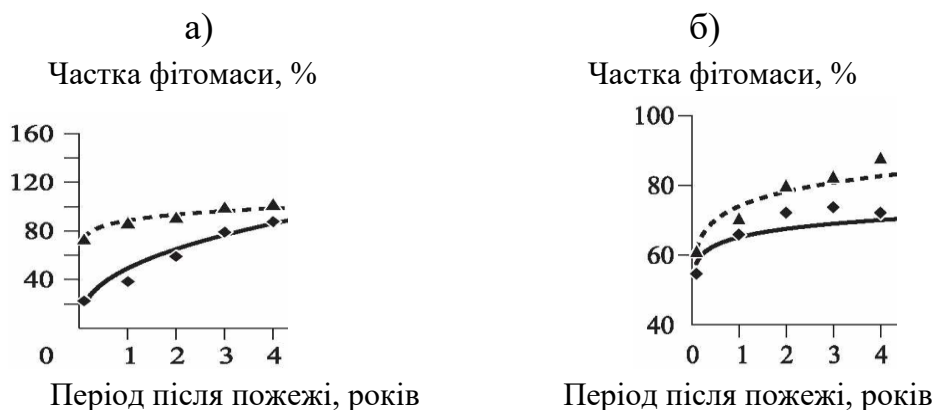 а)
Частка фітомаси, %
160
120
80
40
0
1 2 3 4
Період після пожежі, років
б)
Частка фітомаси, %
100
80
60
40
0 1 2 3 4
Період після пожежі, років